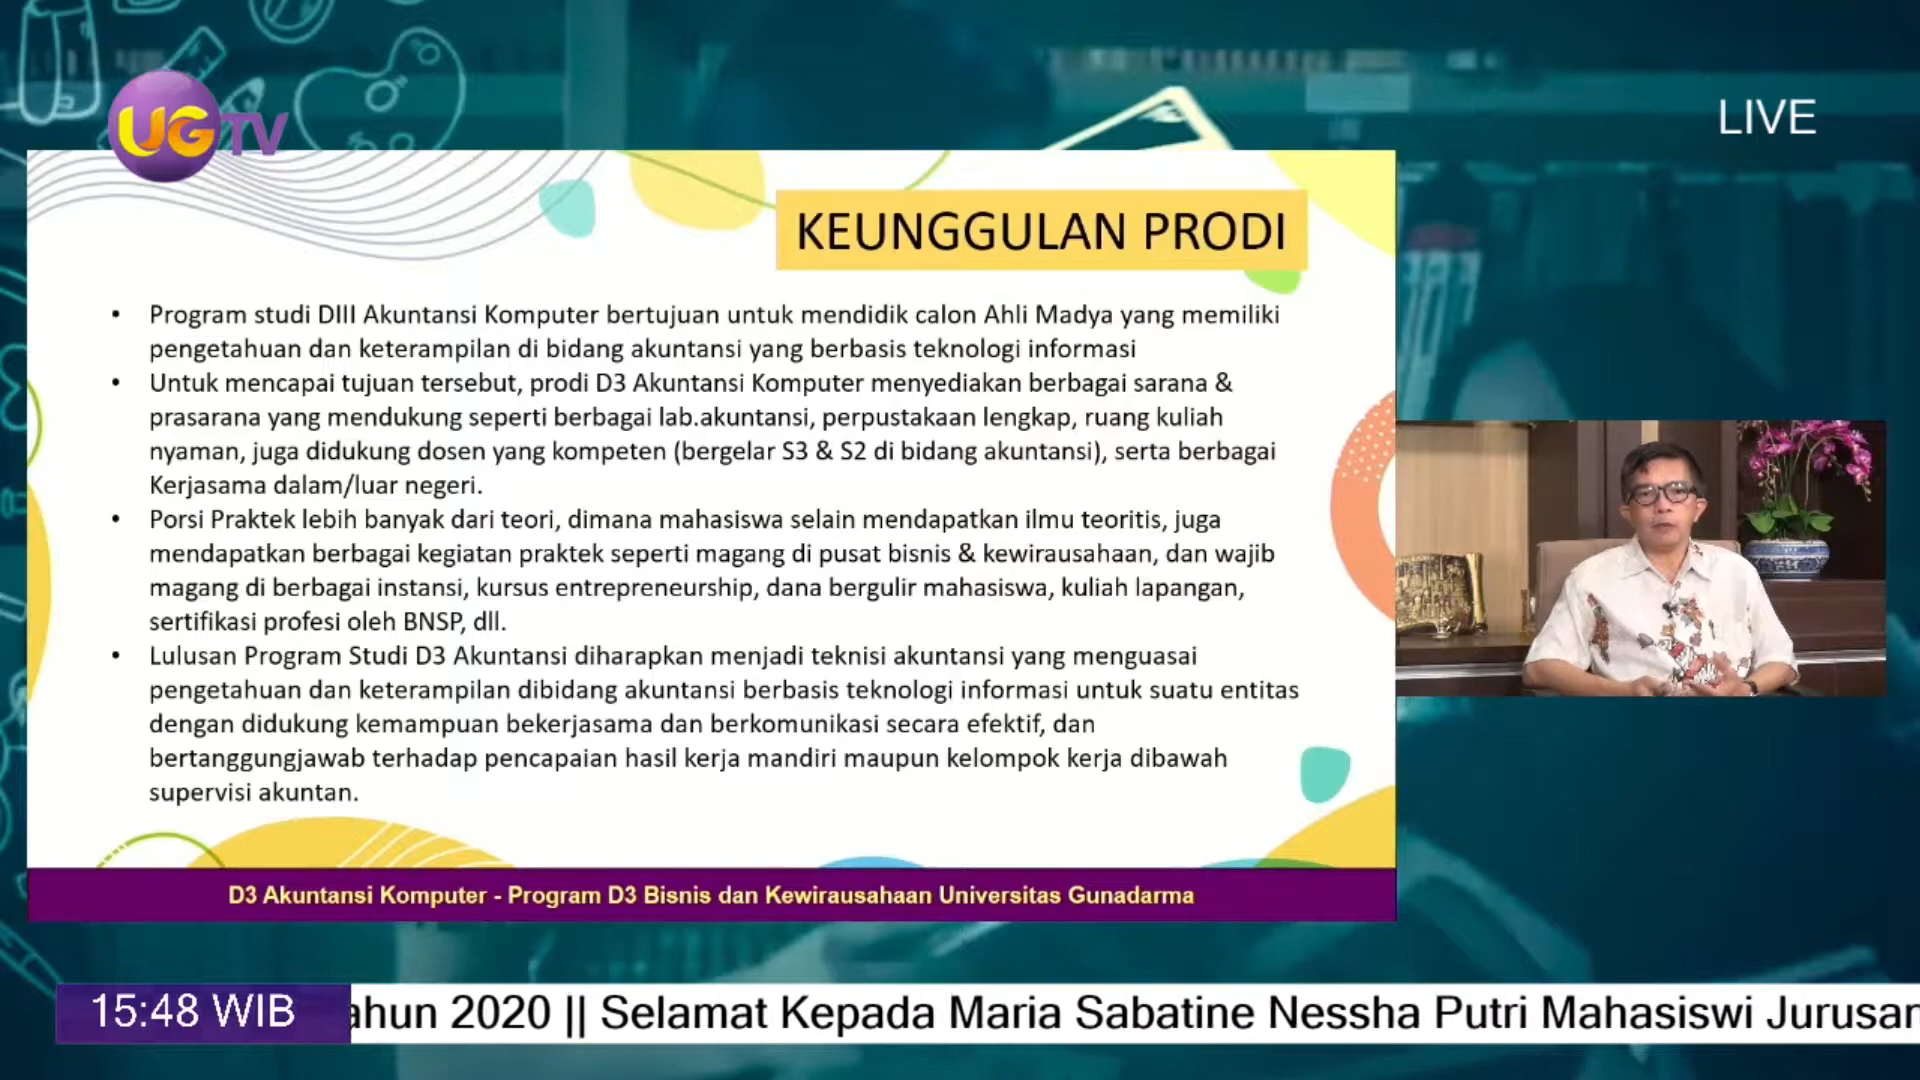 UGTV
LIVE
KEUNGGULAN PRODI
• Program studi DIII Akuntansi Komputer bertujuan untuk mendidik calon Ahli Madya yang memiliki
pengetahuan dan keterampilan di bidang akuntansi yang berbasis teknologi informasi
• Untuk mencapai tujuan tersebut, prodi D3 Akuntansi Komputer menyediakan berbagai sarana &
prasarana yang mendukung seperti berbagai lab.akuntansi, perpustakaan lengkap, ruang kuliah
nyaman, juga didukung dosen yang kompeten (bergelar S3 & S2 di bidang akuntansi), serta berbagai
Kerjasama dalam/luar negeri.
• Porsi Praktek lebih banyak dari teori, dimana mahasiswa selain mendapatkan ilmu teoritis, juga
mendapatkan berbagai kegiatan praktek seperti magang di pusat bisnis & kewirausahaan, dan wajib
magang di berbagai instansi, kursus entrepreneurship, dana bergulir mahasiswa, kuliah lapangan,
sertifikasi profesi oleh BNSP, dll.
• Lulusan Program Studi D3 Akuntansi diharapkan menjadi teknisi akuntansi yang menguasai
pengetahuan dan keterampilan dibidang akuntansi berbasis teknologi informasi untuk suatu entitas
dengan didukung kemampuan bekerjasama dan berkomunikasi secara efektif, dan
bertanggungjawab terhadap pencapaian hasil kerja mandiri maupun kelompok kerja dibawah
supervisi akuntan.
D3 Akuntansi Komputer - Program D3 Bisnis dan Kewirausahaan Universitas Gunadarma
15:48 WIB
ahun 2020 || Selamat Kepada Maria Sabatine Nessha Putri Mahasiswi Jurusan